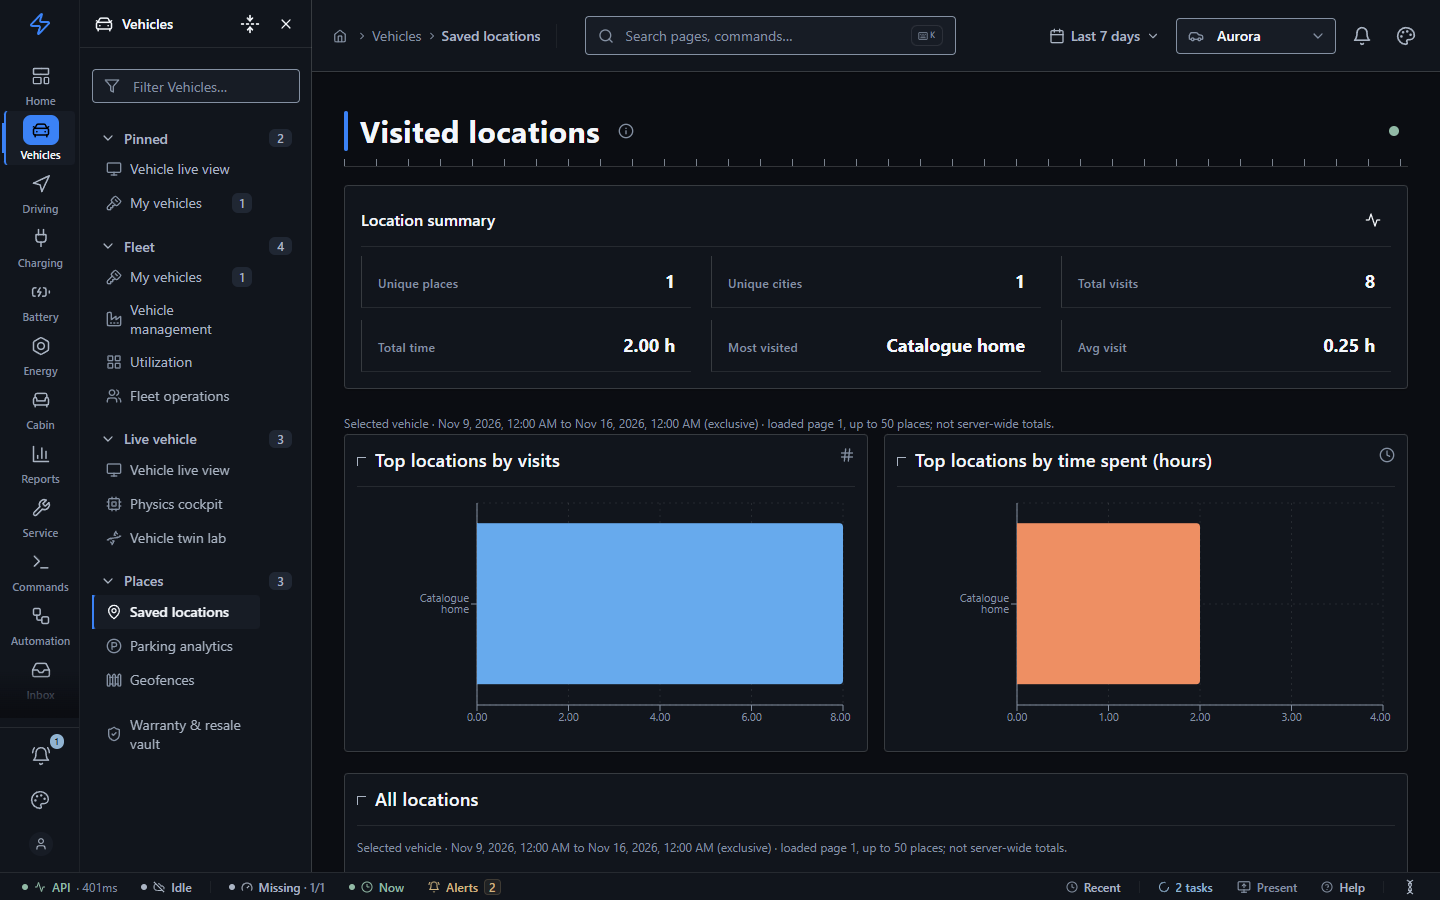 Home
Vehicles
Driving
Charging
Battery
Energy
Cabin
Reports
Service
Commands
Automation
Inbox
1
Vehicles
Filter Vehicles...
Pinned 2
Vehicle live view
My vehicles 1
Fleet 4
My vehicles 1
Vehicle
management
Utilization
Fleet operations
Live vehicle 3
Vehicle live view
Physics cockpit
Vehicle twin lab
Places 3
Saved locations
Parking analytics
Geofences
Warranty & resale
vault
Vehicles Saved locations
Search pages, commands... K
Last 7 days
Aurora
Visited locations
Location summary
Unique places 1
Unique cities 1
Total visits 8
Total time 2.00 h
Most visited Catalogue home
Avg visit 0.25 h
Selected vehicle · Nov 9, 2026, 12:00 AM to Nov 16, 2026, 12:00 AM (exclusive) · loaded page 1, up to 50 places; not server-wide totals.
Top locations by visits
Catalogue
home
0.00 2.00 4.00 6.00 8.00
Top locations by time spent (hours)
Catalogue
home
0.00 1.00 2.00 3.00 4.00
All locations
Selected vehicle · Nov 9, 2026, 12:00 AM to Nov 16, 2026, 12:00 AM (exclusive) · loaded page 1, up to 50 places; not server-wide totals.
API · 401ms Idle Missing · 1/1 Now Alerts 2 Recent 2 tasks Present Help